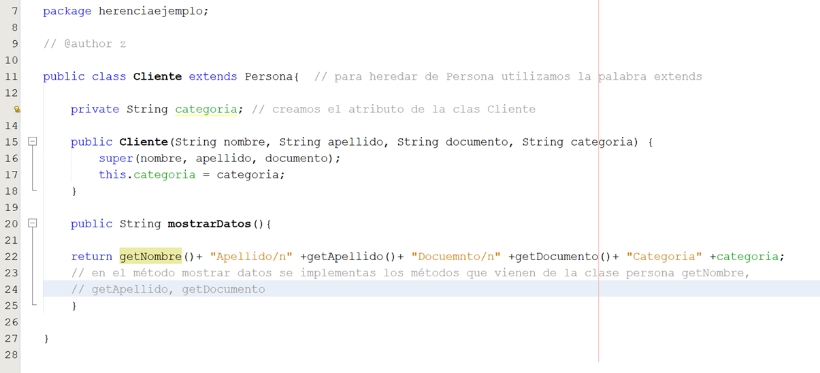 7 package herenciaejemplo;
8
9 // @author z
10
11 public class Cliente extends Persona{ // para heredar de Persona utilizamos la palabra extends
12
private String categoria; // creamos el atributo de la clas Cliente
14
15 public Cliente(String nombre, String apellido, String documento, String categoria) {
16 super(nombre, apellido, documento);
17 this.categoria = categoria;
18 }
19
20 public String mostrarDatos(){
21
22 return getNombre()+ "Apellido/n" +getApellido()+ "Docuemnto/n" +getDocumento()+ "Categoria" +categoria;
23 // en el método mostrar datos se implementas los métodos que vienen de la clase persona getNombre,
24 // getApellido, getDocumento
25 }
26
27 }
28